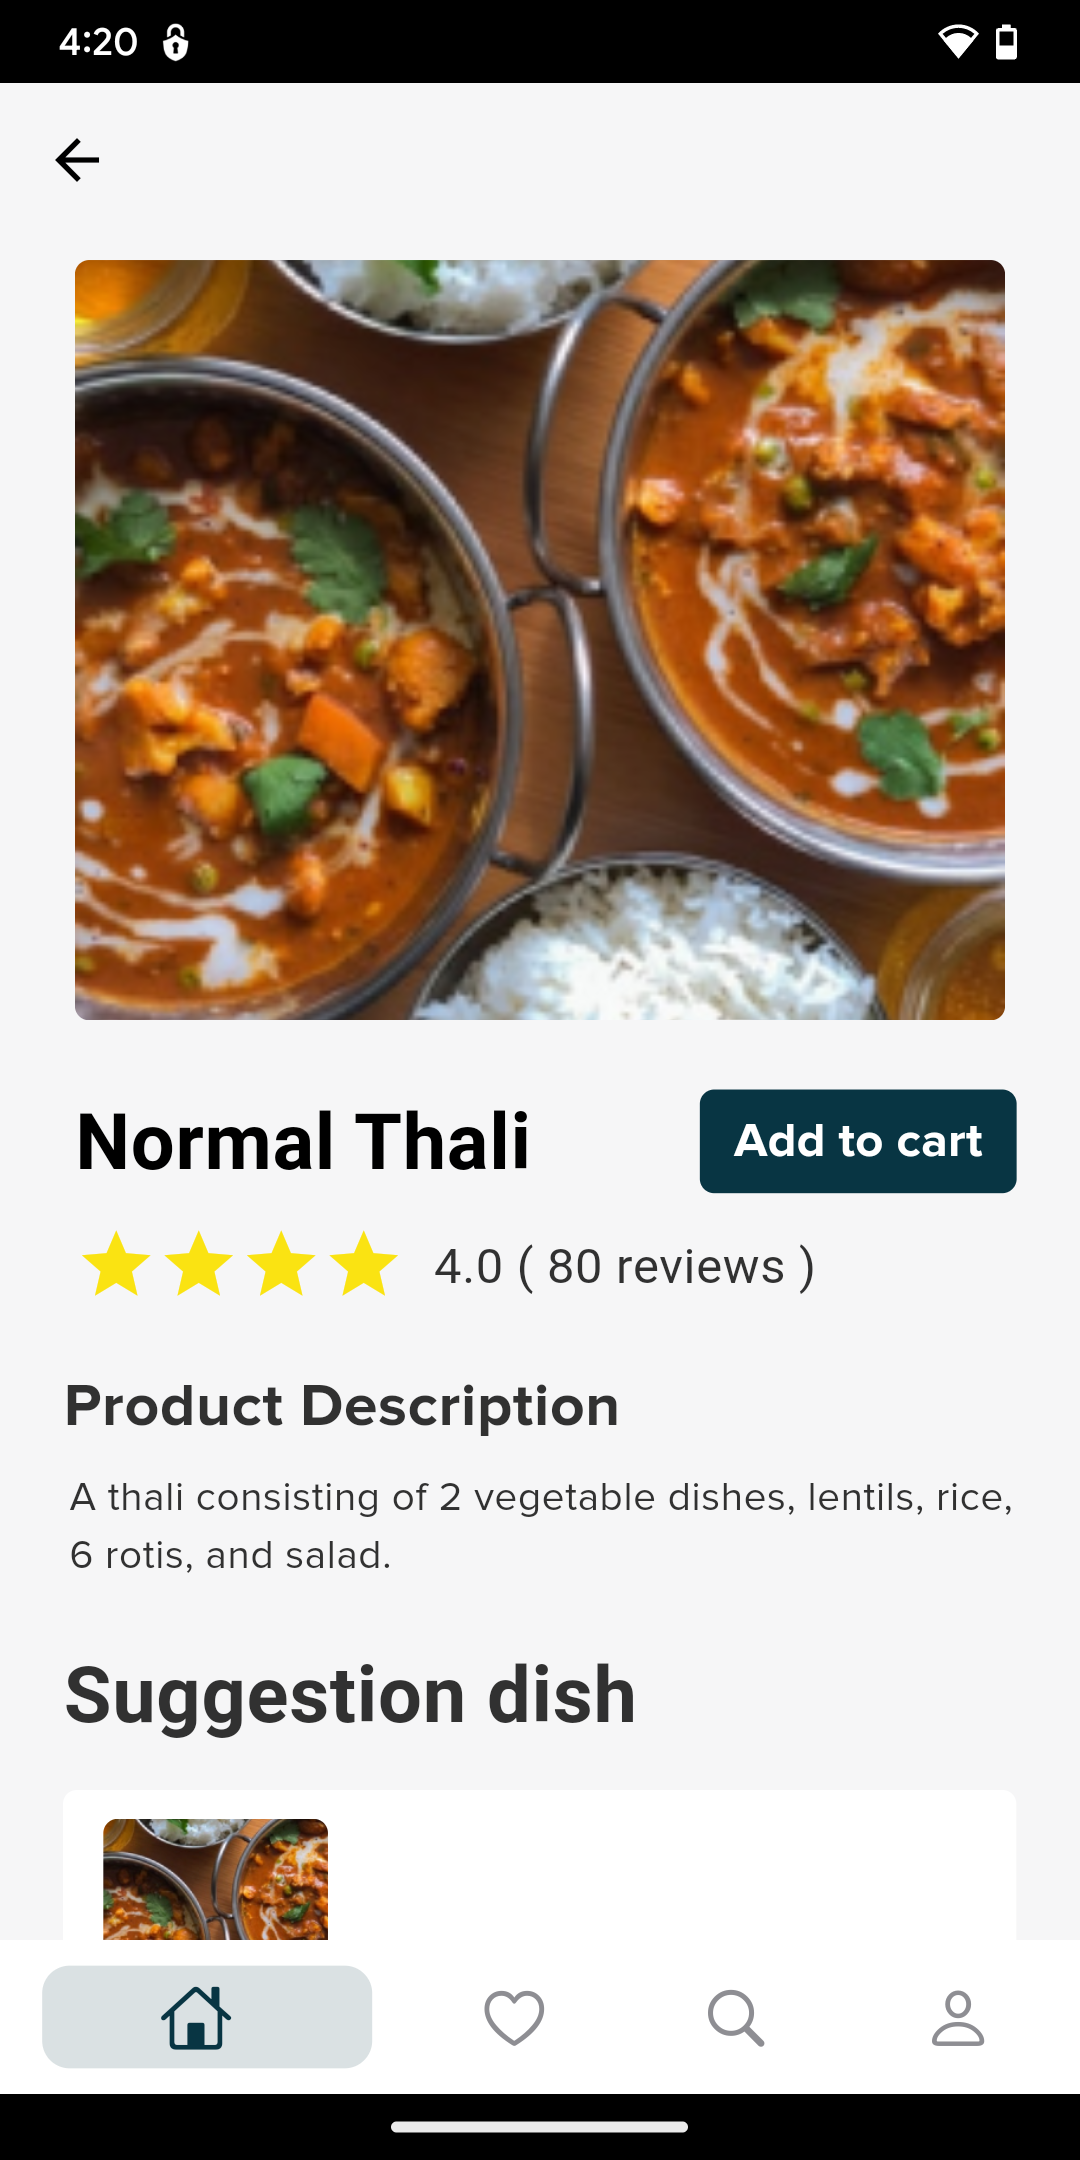 4:20
Normal Thali
Add to cart
4.0 ( 80 reviews )
Product Description
A thali consisting of 2 vegetable dishes, lentils, rice,
6 rotis, and salad.
Suggestion dish